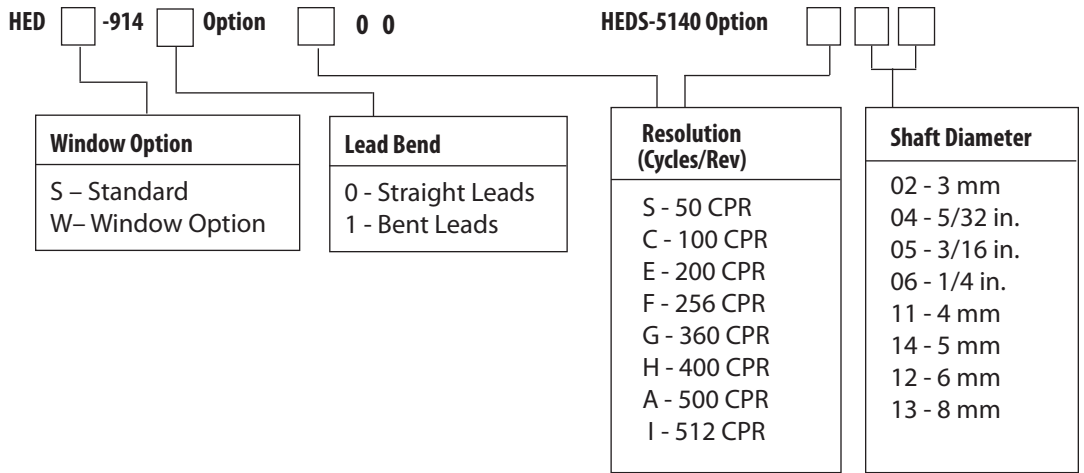 HED -914 Option 0 0 HEDS-5140 Option
Window Option
S – Standard
W– Window Option
Lead Bend
0 - Straight Leads
1 - Bent Leads
Resolution
(Cycles/Rev)
S - 50 CPR
C - 100 CPR
E - 200 CPR
F - 256 CPR
G - 360 CPR
H - 400 CPR
A - 500 CPR
I - 512 CPR
Shaft Diameter
02 - 3 mm
04 - 5/32 in.
05 - 3/16 in.
06 - 1/4 in.
11 - 4 mm
14 - 5 mm
12 - 6 mm
13 - 8 mm